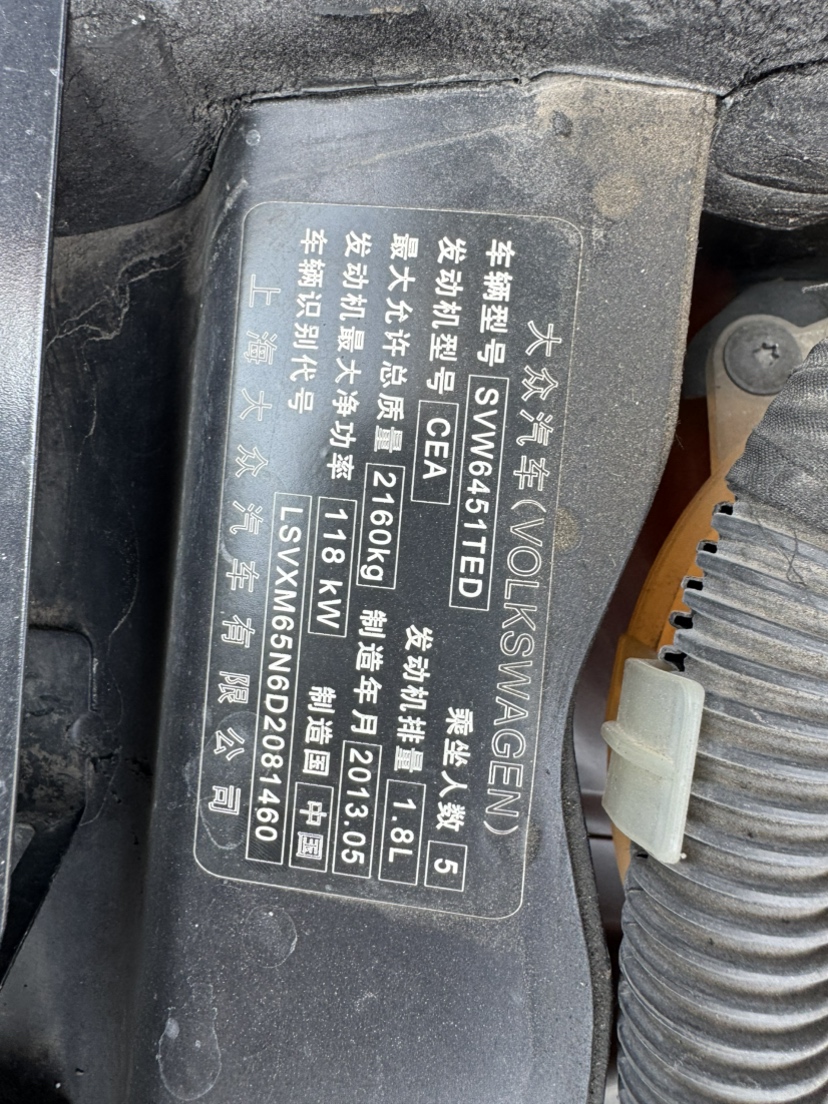 大众汽车(VOLKSWAGEN)
车辆型号 SVW6451TED 乘坐人数 5
发动机型号 CEA 发动机排量 1.8L
最大允许总质量 2160kg 制造年月 2013.05
发动机最大净功率 118 kW 制造国 中国
车辆识别代号 LSVXM65N6D2081460
上海大众汽车有限公司